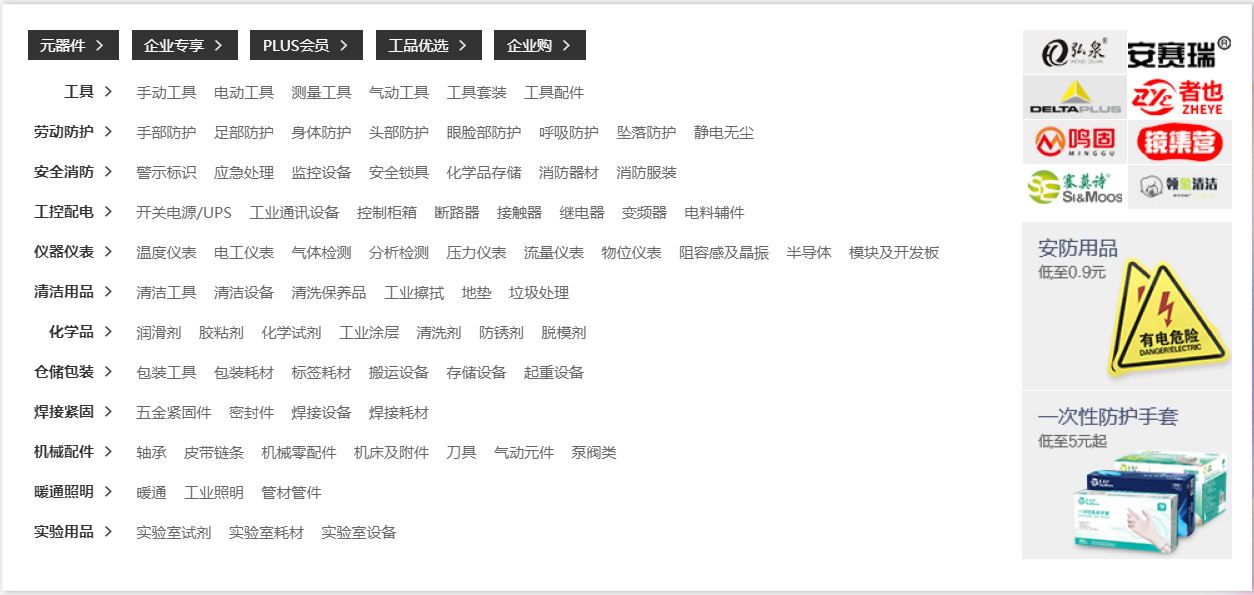 元器件 > 企业专享 > PLUS会员 > 工品优选 > 企业购 >
工具 > 手动工具 电动工具 测量工具 气动工具 工具套装 工具配件
劳动防护 > 手部防护 足部防护 身体防护 头部防护 眼脸部防护 呼吸防护 坠落防护 静电无尘
安全消防 > 警示标识 应急处理 监控设备 安全锁具 化学品存储 消防器材 消防服装
工控配电 > 开关电源/UPS 工业通讯设备 控制柜箱 断路器 接触器 继电器 变频器 电料辅件
仪器仪表 > 温度仪表 电工仪表 气体检测 分析检测 压力仪表 流量仪表 物位仪表 阻容感及晶振 半导体 模块及开发板
清洁用品 > 清洁工具 清洁设备 清洗保养品 工业擦拭 地垫 垃圾处理
化学品 > 润滑剂 胶粘剂 化学试剂 工业涂层 清洗剂 防锈剂 脱模剂
仓储包装 > 包装工具 包装耗材 标签耗材 搬运设备 存储设备 起重设备
焊接紧固 > 五金紧固件 密封件 焊接设备 焊接耗材
机械配件 > 轴承 皮带链条 机械零配件 机床及附件 刀具 气动元件 泵阀类
暖通照明 > 暖通 工业照明 管材管件
实验用品 > 实验室试剂 实验室耗材 实验室设备
弘泉®
HONG QUAN
安赛瑞®
DELTAPLUS
者也
ZHEYE
鸣固
MINGGU
镜集营
赛莫诗®
SI&MOOS
领象清洁
安防用品
低至0.9元
有电危险
DANGER/ELECTRIC
一次性防护手套
低至5元起